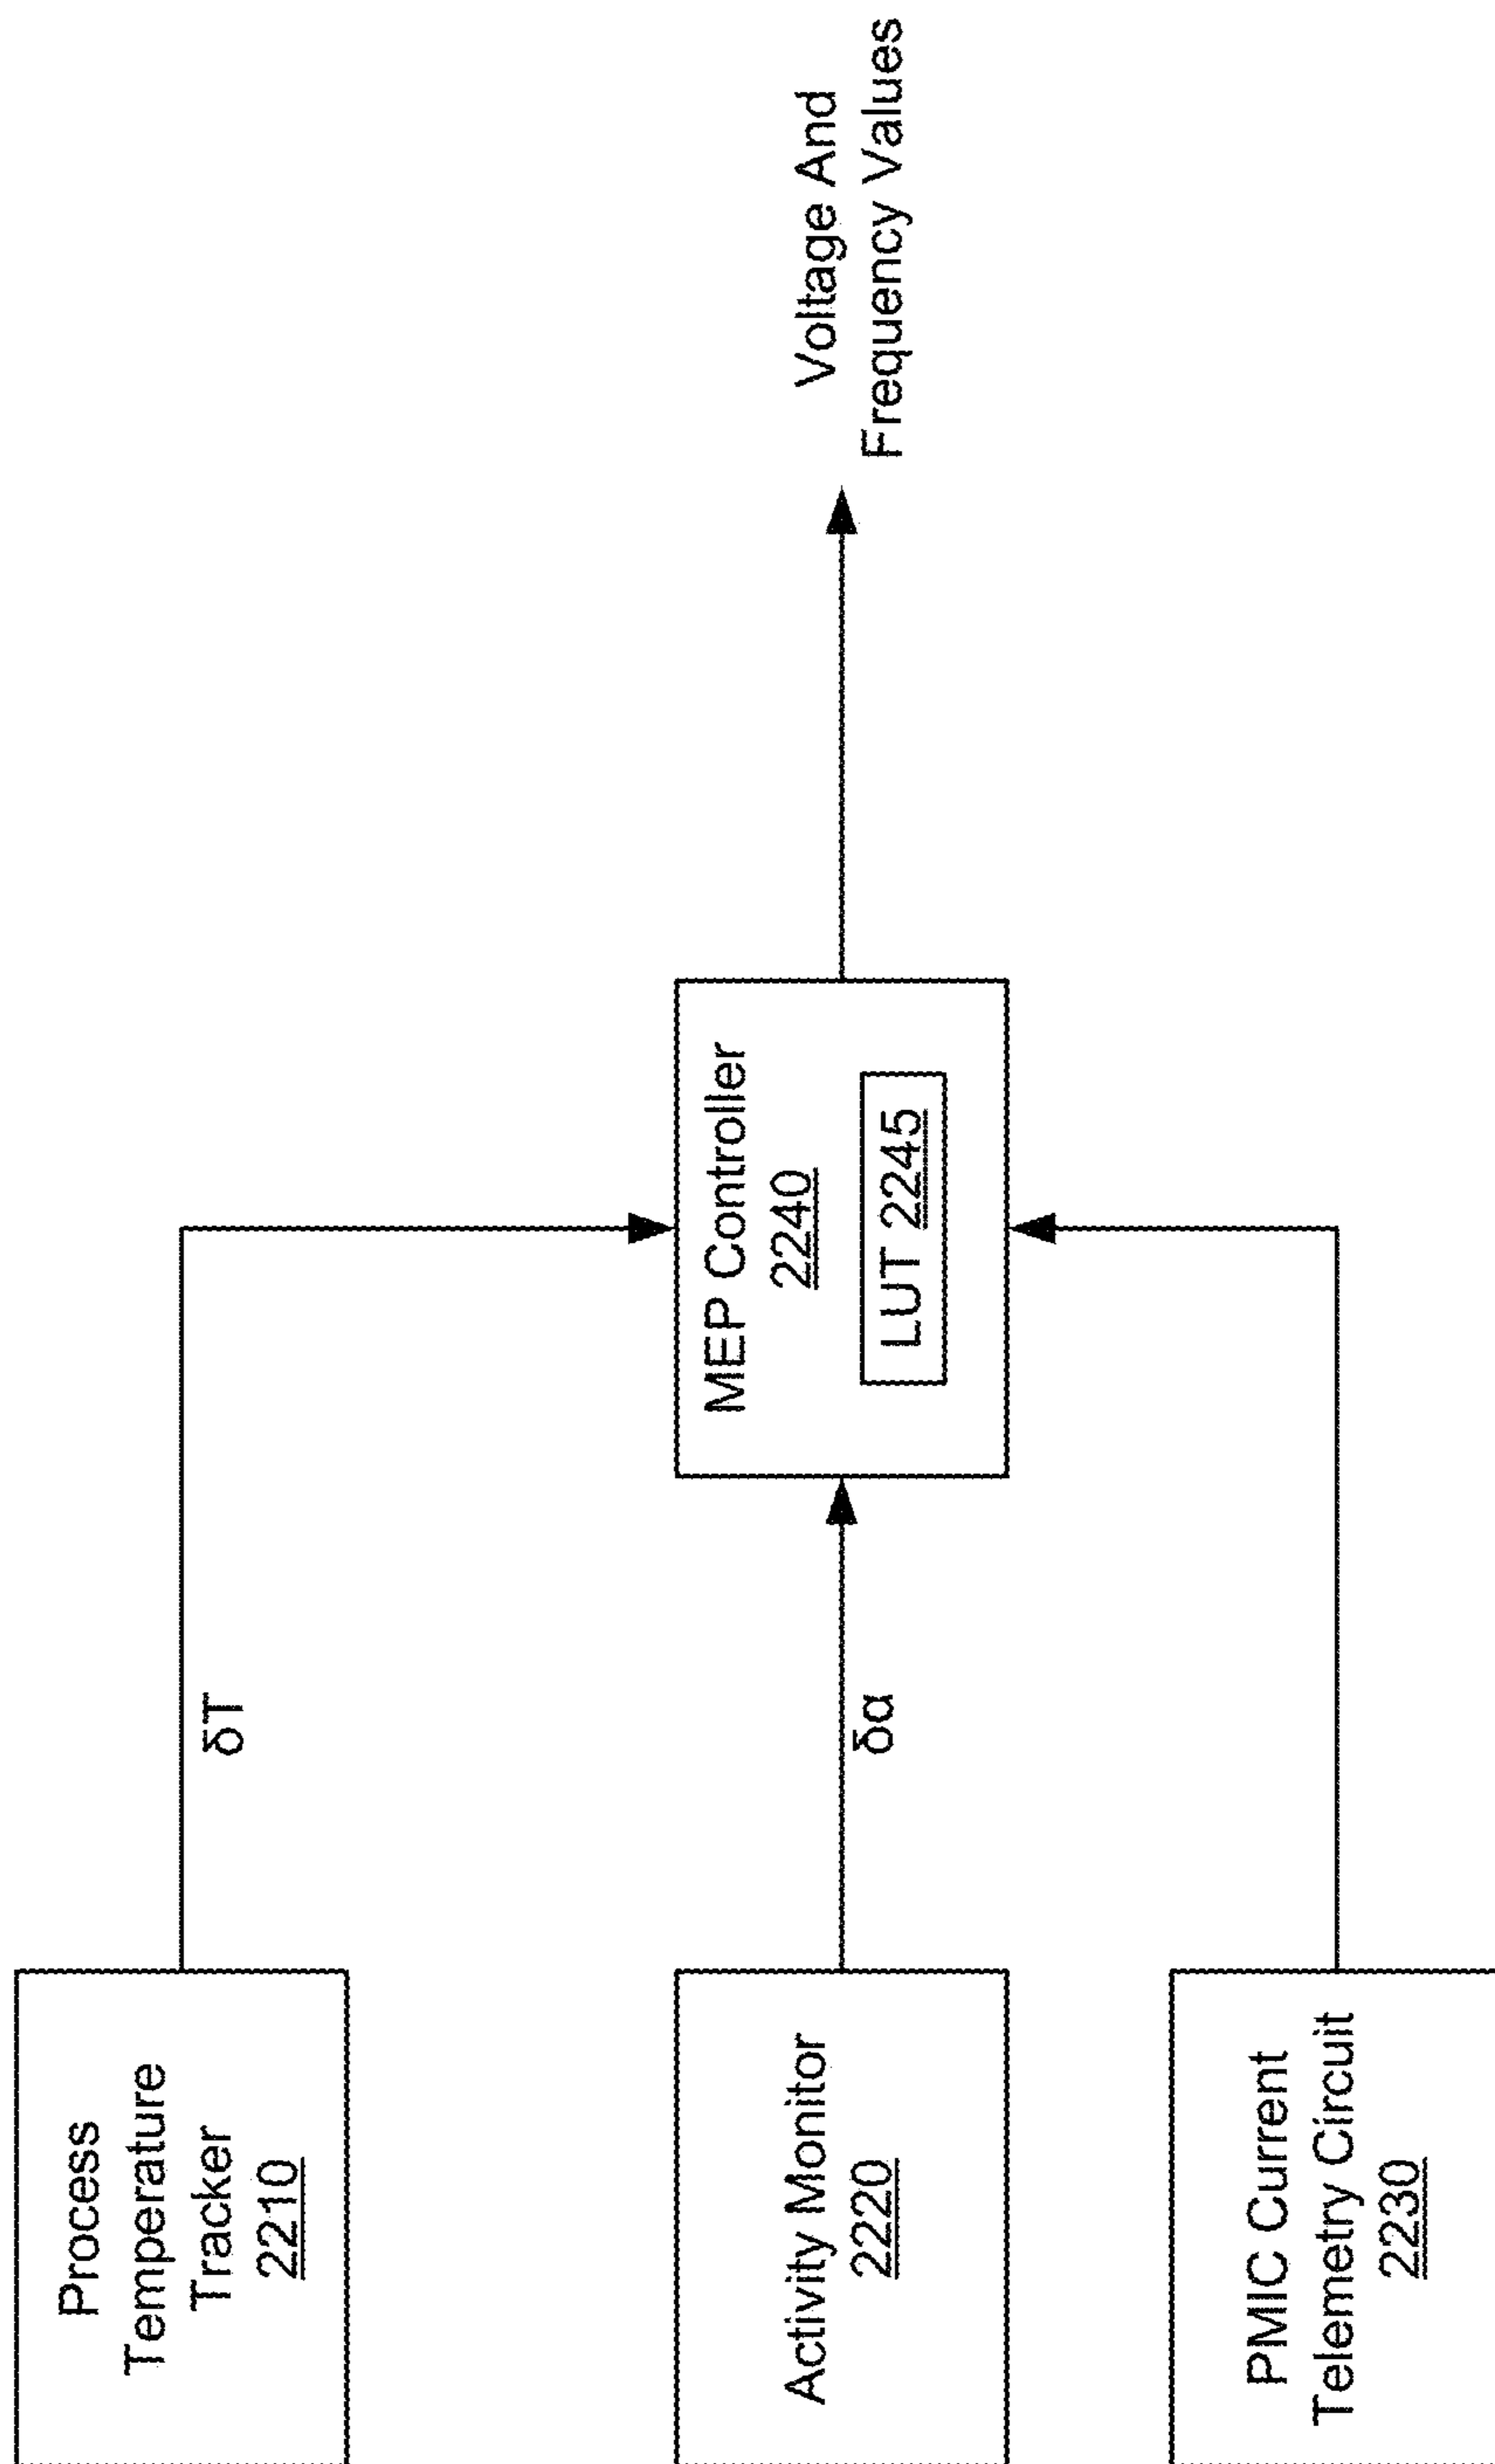 Process
Temperature
Tracker
2210
δT
Activity Monitor
2220
δα
PMIC Current
Telemetry Circuit
2230
MEP Controller
2240
LUT 2245
Voltage And
Frequency Values